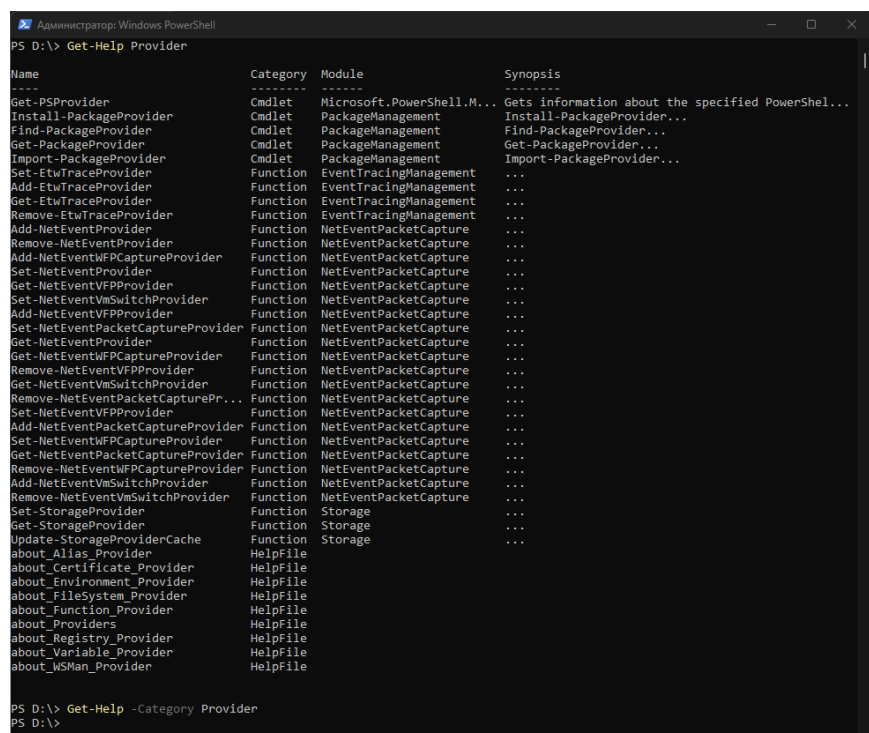 Администратор: Windows PowerShell
PS D:\> Get-Help Provider
Name Category Module Synopsis
---- -------- ------ --------
Get-PSProvider Cmdlet Microsoft.PowerShell.M... Gets information about the specified PowerShel...
Install-PackageProvider Cmdlet PackageManagement Install-PackageProvider...
Find-PackageProvider Cmdlet PackageManagement Find-PackageProvider...
Get-PackageProvider Cmdlet PackageManagement Get-PackageProvider...
Import-PackageProvider Cmdlet PackageManagement Import-PackageProvider...
Set-EtwTraceProvider Function EventTracingManagement ...
Add-EtwTraceProvider Function EventTracingManagement ...
Get-EtwTraceProvider Function EventTracingManagement ...
Remove-EtwTraceProvider Function EventTracingManagement ...
Add-NetEventProvider Function NetEventPacketCapture ...
Remove-NetEventProvider Function NetEventPacketCapture ...
Add-NetEventWFPCaptureProvider Function NetEventPacketCapture ...
Set-NetEventProvider Function NetEventPacketCapture ...
Get-NetEventVFPProvider Function NetEventPacketCapture ...
Set-NetEventVmSwitchProvider Function NetEventPacketCapture ...
Add-NetEventVFPProvider Function NetEventPacketCapture ...
Set-NetEventPacketCaptureProvider Function NetEventPacketCapture ...
Get-NetEventProvider Function NetEventPacketCapture ...
Get-NetEventWFPCaptureProvider Function NetEventPacketCapture ...
Remove-NetEventVFPProvider Function NetEventPacketCapture ...
Get-NetEventVmSwitchProvider Function NetEventPacketCapture ...
Remove-NetEventPacketCapturePr... Function NetEventPacketCapture ...
Set-NetEventVFPProvider Function NetEventPacketCapture ...
Add-NetEventPacketCaptureProvider Function NetEventPacketCapture ...
Set-NetEventWFPCaptureProvider Function NetEventPacketCapture ...
Get-NetEventPacketCaptureProvider Function NetEventPacketCapture ...
Remove-NetEventWFPCaptureProvider Function NetEventPacketCapture ...
Add-NetEventVmSwitchProvider Function NetEventPacketCapture ...
Remove-NetEventVmSwitchProvider Function NetEventPacketCapture ...
Set-StorageProvider Function Storage ...
Get-StorageProvider Function Storage ...
Update-StorageProviderCache Function Storage ...
about_Alias_Provider HelpFile
about_Certificate_Provider HelpFile
about_Environment_Provider HelpFile
about_FileSystem_Provider HelpFile
about_Function_Provider HelpFile
about_Providers HelpFile
about_Registry_Provider HelpFile
about_Variable_Provider HelpFile
about_WSMan_Provider HelpFile
PS D:\> Get-Help -Category Provider
PS D:\>